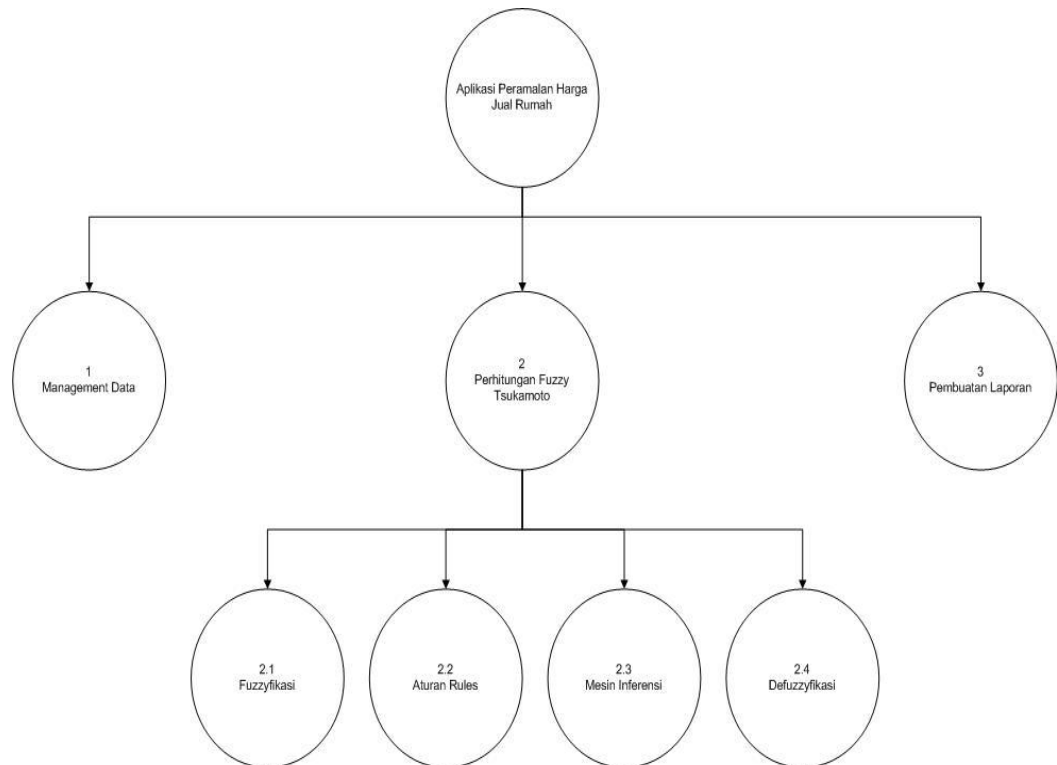 Aplikasi Peramalan Harga
Jual Rumah
1
Management Data
2
Perhitungan Fuzzy
Tsukamoto
3
Pembuatan Laporan
2.1
Fuzzyfikasi
2.2
Aturan Rules
2.3
Mesin Inferensi
2.4
Defuzzyfikasi